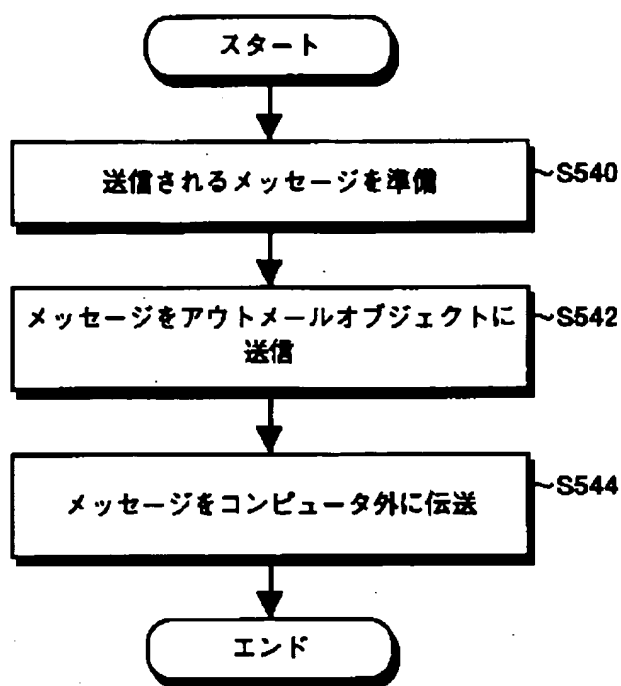 スタート
送信されるメッセージを準備
~S540
メッセージをアウトメールオブジェクトに
送信
~S542
メッセージをコンピュータ外に伝送
~S544
エンド